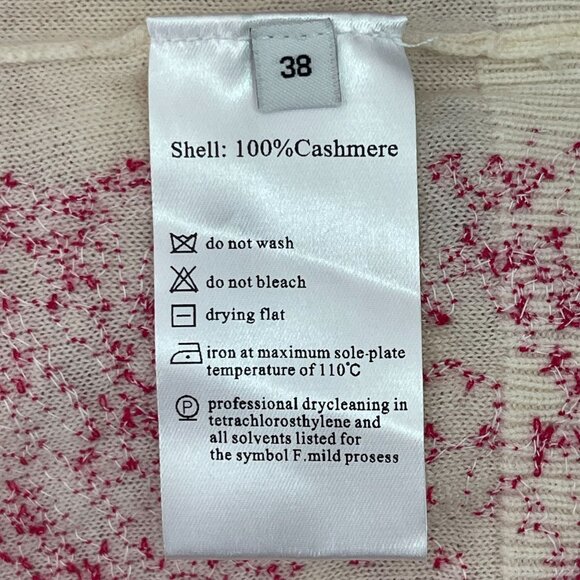 38
Shell: 100%Cashmere
do not wash
do not bleach
drying flat
iron at maximum sole-plate
temperature of 110°C
P professional drycleaning in
tetrachlorosthylene and
all solvents listed for
the symbol F.mild prosess